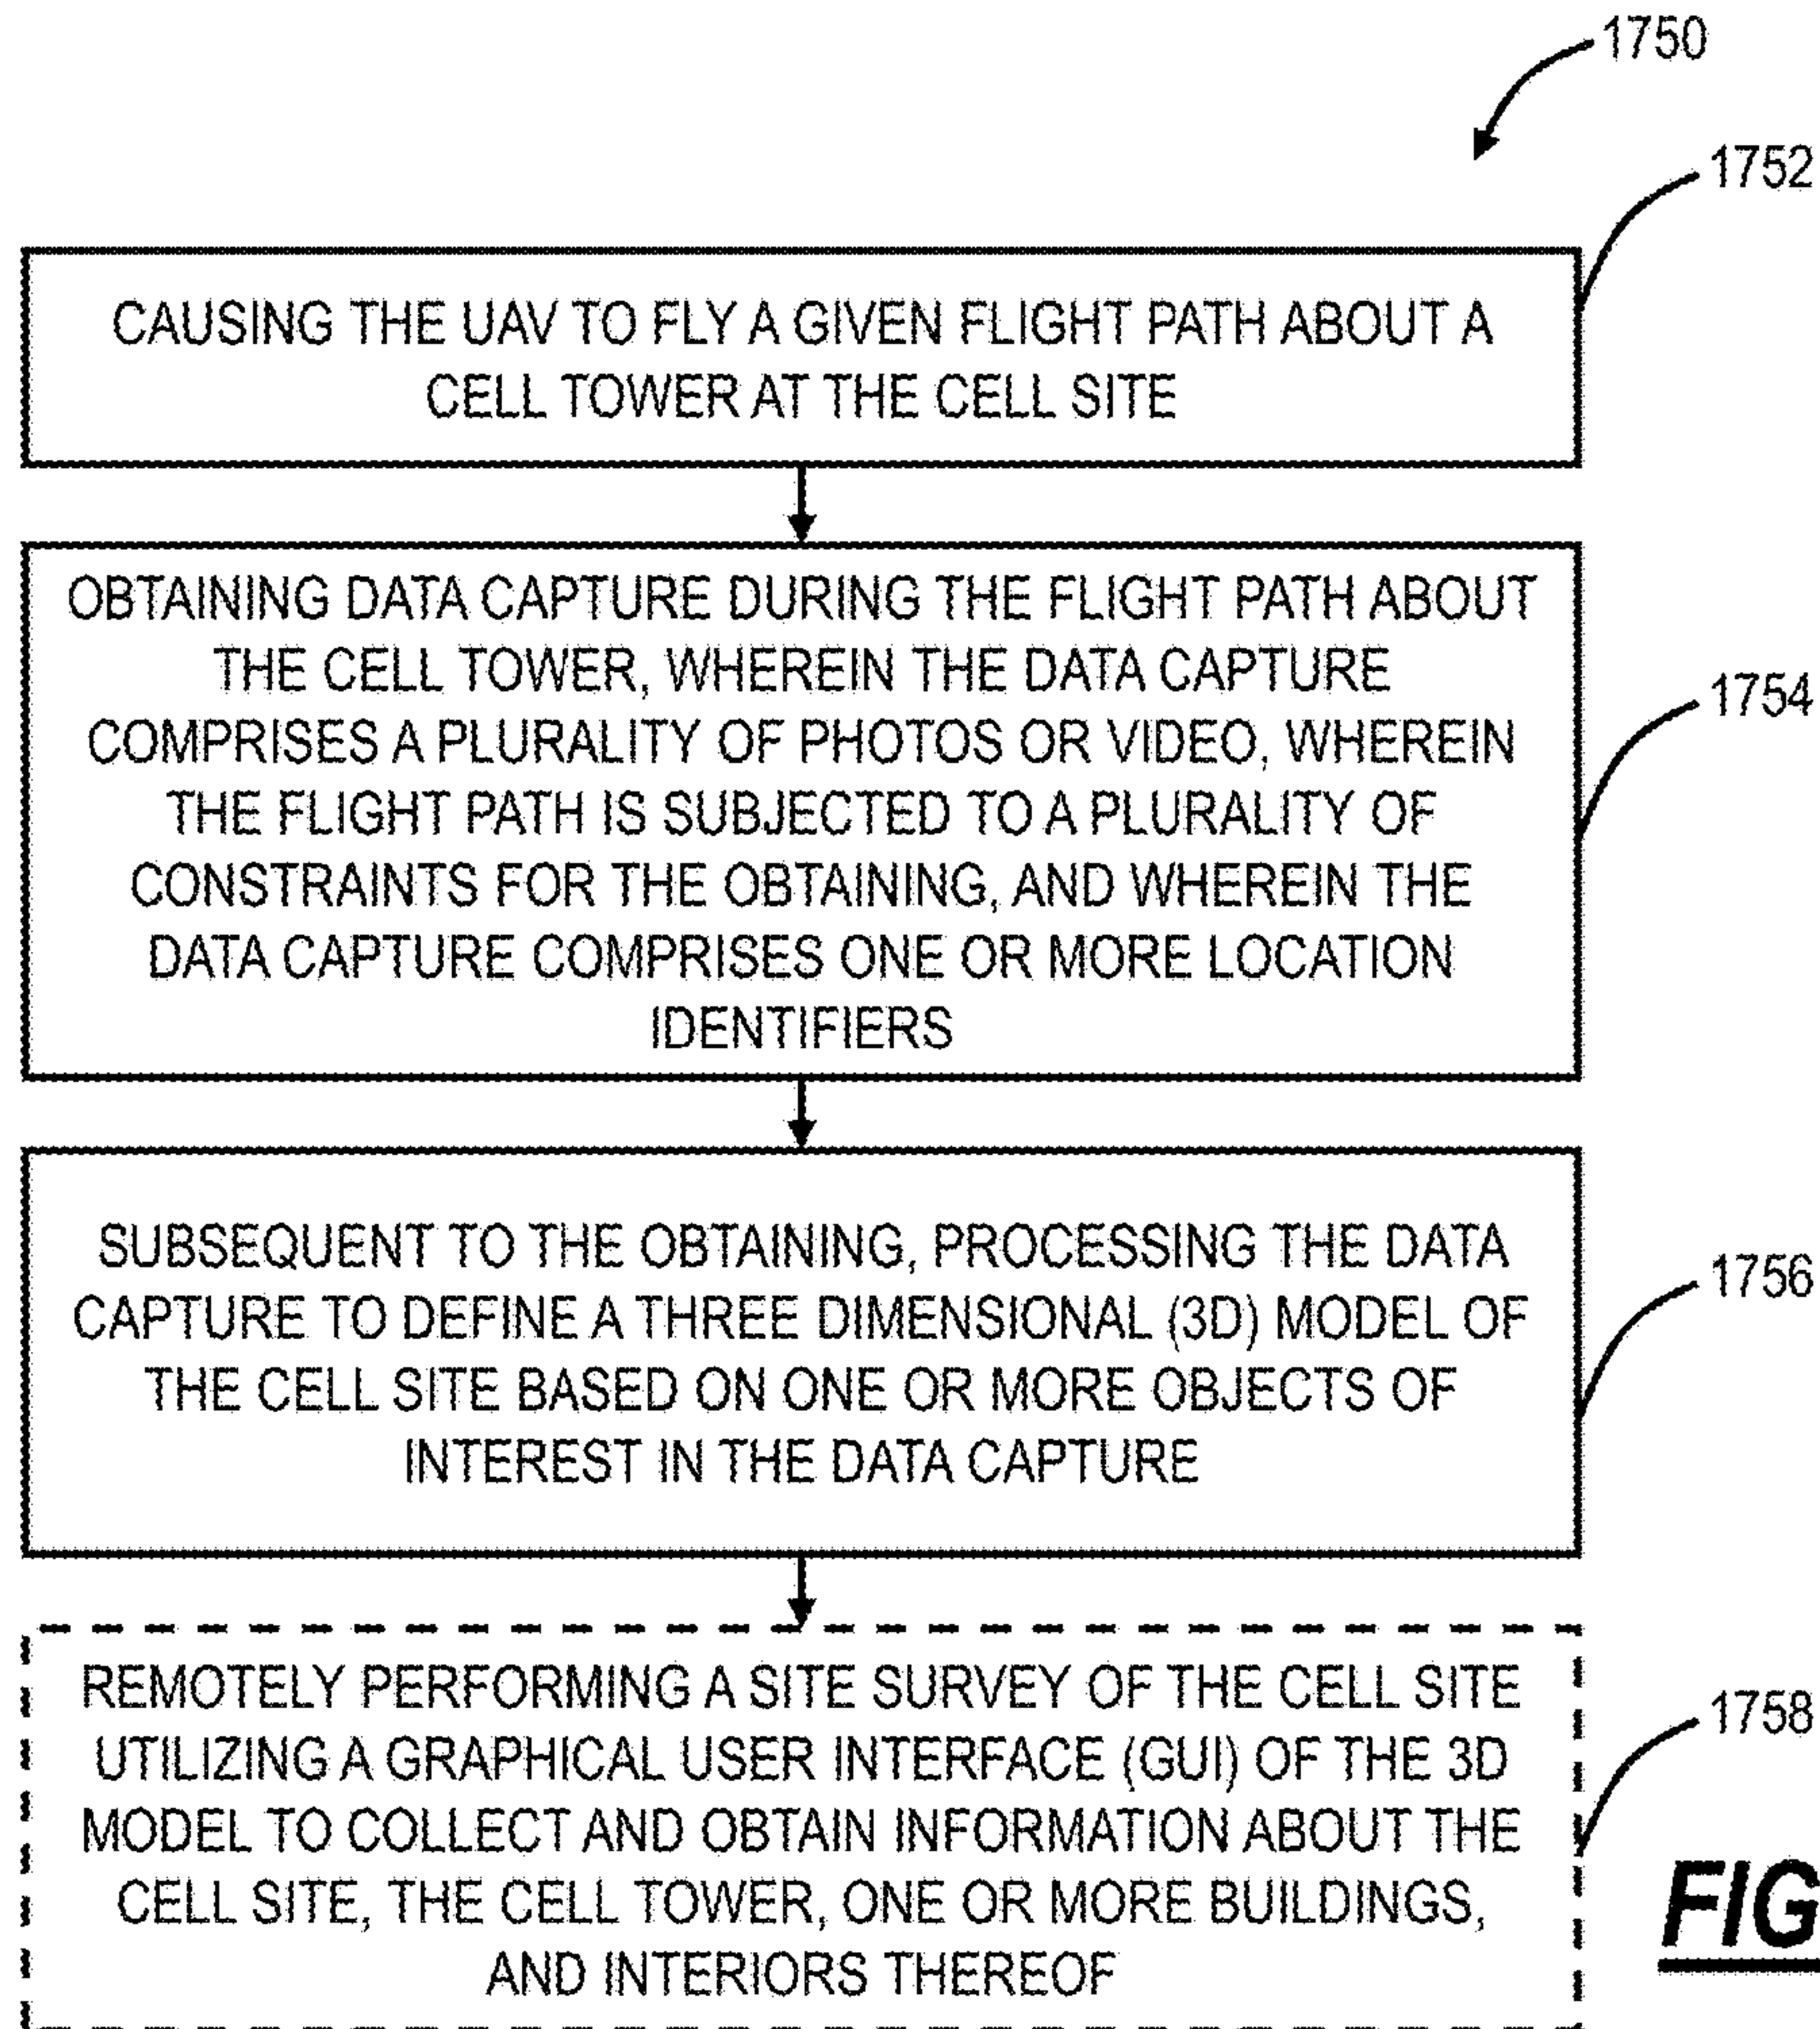 1750
1752
CAUSING THE UAV TO FLY A GIVEN FLIGHT PATH ABOUT A
CELL TOWER AT THE CELL SITE
OBTAINING DATA CAPTURE DURING THE FLIGHT PATH ABOUT
THE CELL TOWER, WHEREIN THE DATA CAPTURE
COMPRISES A PLURALITY OF PHOTOS OR VIDEO, WHEREIN
THE FLIGHT PATH IS SUBJECTED TO A PLURALITY OF
CONSTRAINTS FOR THE OBTAINING, AND WHEREIN THE
DATA CAPTURE COMPRISES ONE OR MORE LOCATION
IDENTIFIERS
1754
SUBSEQUENT TO THE OBTAINING, PROCESSING THE DATA
CAPTURE TO DEFINE A THREE DIMENSIONAL (3D) MODEL OF
THE CELL SITE BASED ON ONE OR MORE OBJECTS OF
INTEREST IN THE DATA CAPTURE
1756
REMOTELY PERFORMING A SITE SURVEY OF THE CELL SITE
UTILIZING A GRAPHICAL USER INTERFACE (GUI) OF THE 3D
MODEL TO COLLECT AND OBTAIN INFORMATION ABOUT THE
CELL SITE, THE CELL TOWER, ONE OR MORE BUILDINGS,
AND INTERIORS THEREOF
1758
FIG